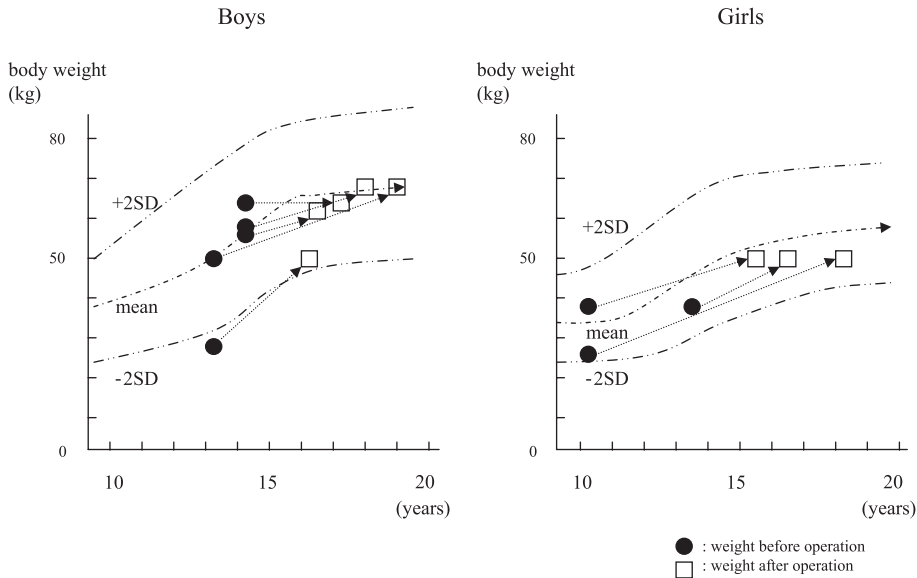 Boys
Girls
body weight
(kg)
body weight
(kg)
80
+2SD
50
mean
-2SD
0
10
15
20
(years)
80
+2SD
50
mean
-2SD
0
10
15
20
(years)
: weight before operation
: weight after operation